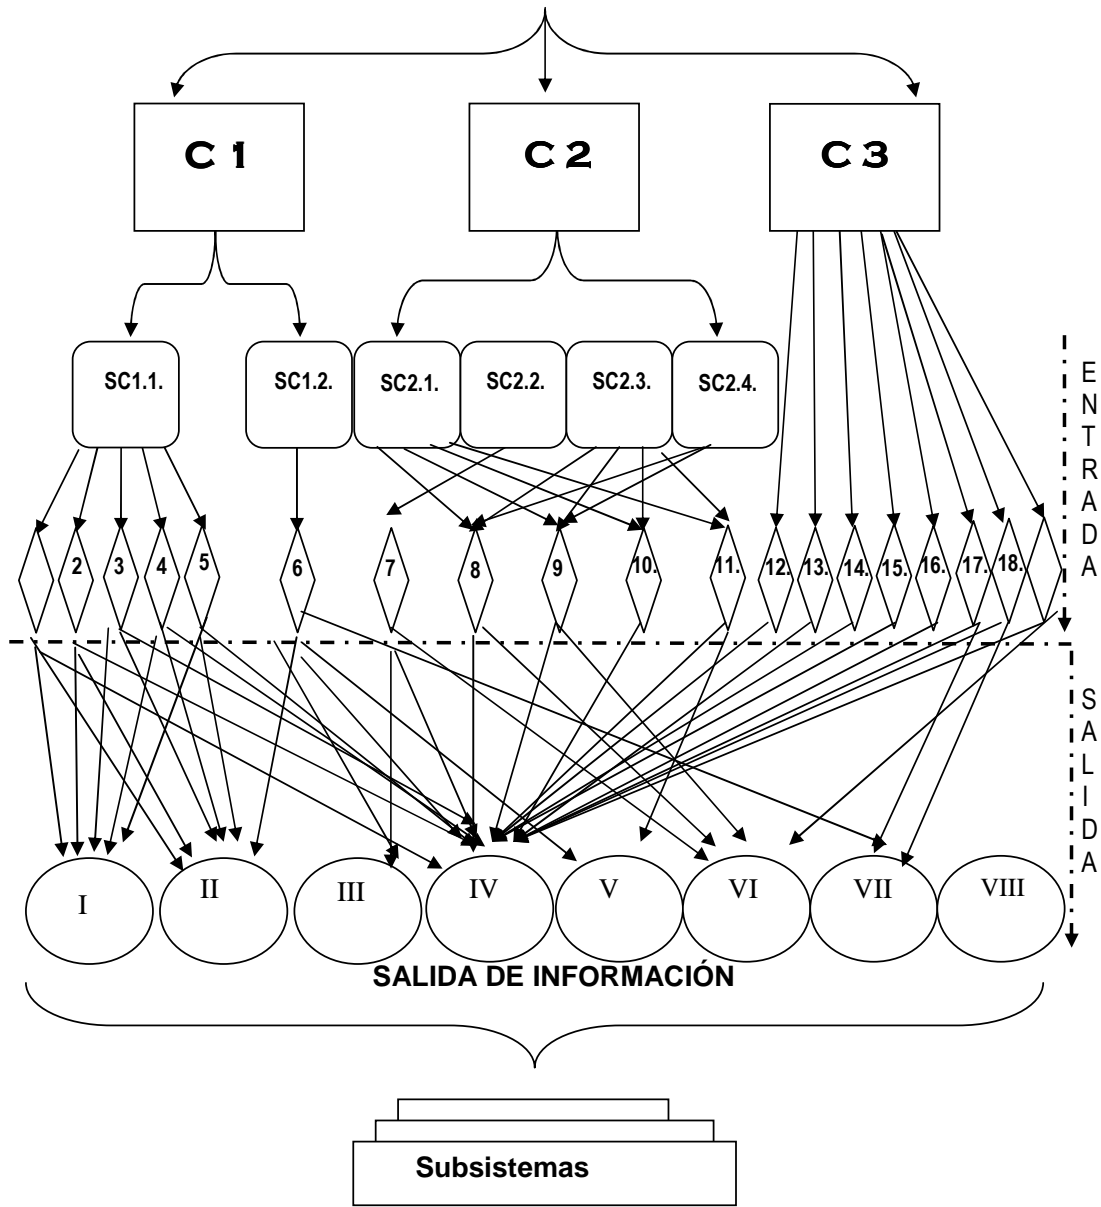 C 1
C 2
C 3
SC1.1.
SC1.2.
SC2.1.
SC2.2.
SC2.3.
SC2.4.
ENTRADA
2
3
4
5
6
7
8
9
10.
11.
12.
13.
14.
15.
16.
17.
18.
SALIDA
I
II
III
IV
V
VI
VII
VIII
SALIDA DE INFORMACIÓN
Subsistemas